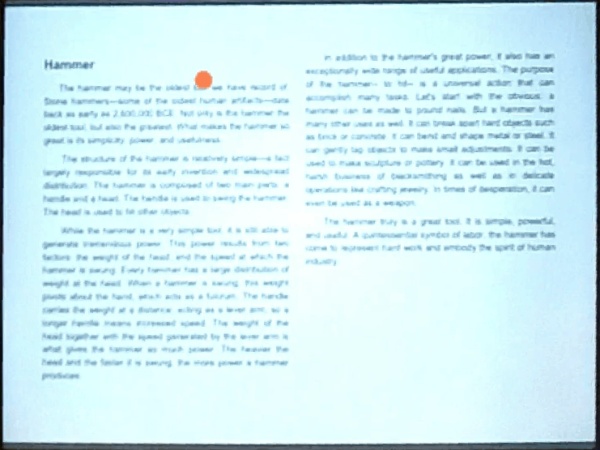 Hammer
The hammer may be the oldest we have record of.
Stone hammers—some of the oldest human artifacts—date
back as early as 2,600,000 BCE. Not only is the hammer the
oldest tool, but also the greatest. What makes the hammer so
great is its simplicity, power, and usefulness.
The structure of the hammer is relatively simple—a fact
largely responsible for its early invention and widespread
distribution. The hammer is composed of two main parts: a
handle and a head. The handle is used to swing the hammer.
The head is used to hit other objects.
While the hammer is a very simple tool, it is still able to
generate tremendous power. This power results from two
factors: the weight of the head, and the speed at which the
hammer is swung. Every hammer has a large distribution of
weight at the head. When a hammer is swung, this weight
pivots about the hand, which acts as a fulcrum. The handle
carries the weight at a distance, acting as a lever arm, so a
longer handle means increased speed. The weight of the
head together with the speed generated by the lever arm is
what gives the hammer so much power. The heavier the
head and the faster it is swung, the more power a hammer
produces.
In addition to the hammer's great power, it also has an
exceptionally wide range of useful applications. The purpose
of the hammer—to hit—is a universal action that can
accomplish many tasks. Let's start with the obvious: a
hammer can be made to pound nails. But a hammer has
many other uses as well. It can break apart hard objects such
as brick or concrete. It can bend and shape metal or steel. It
can gently tap objects to make small adjustments. It can be
used to make sculpture or pottery. It can be used in the hot,
harsh business of blacksmithing as well as in delicate
operations like crafting jewelry. In times of desperation, it can
even be used as a weapon.
The hammer truly is a great tool. It is simple, powerful,
and useful. A quintessential symbol of labor, the hammer has
come to represent hard work and embody the spirit of human
industry.